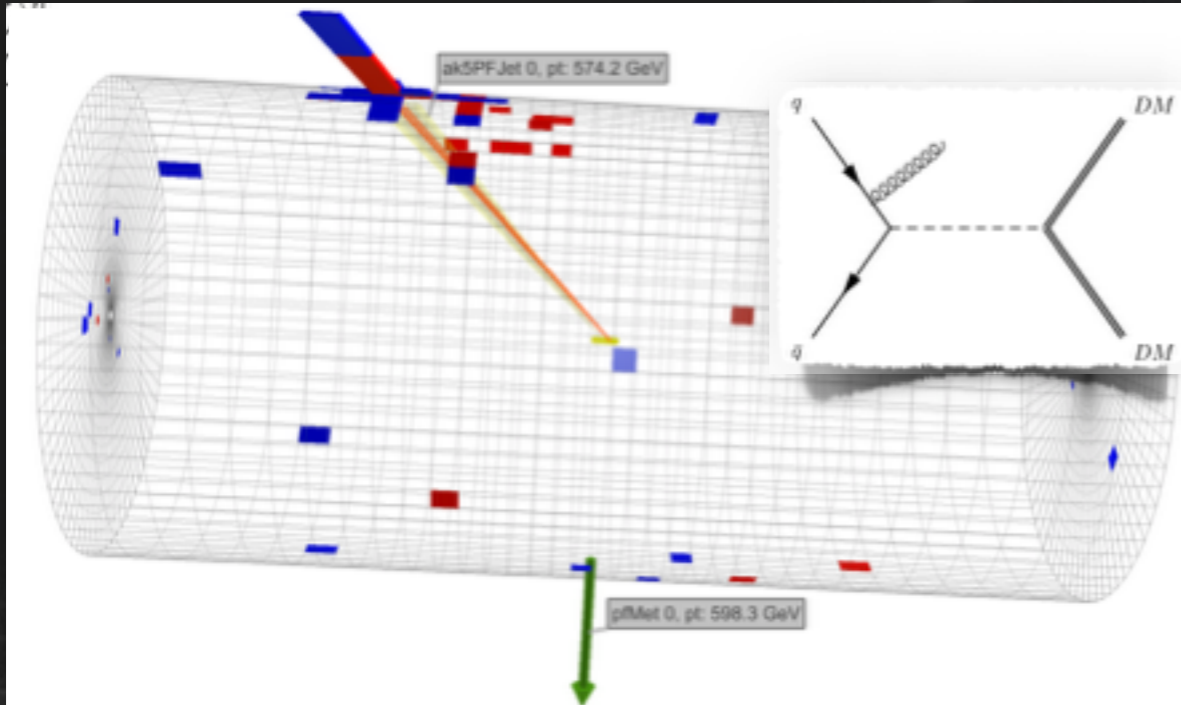 ak5PFJet 0, pt: 574.2 GeV
q
DM
q̄
DM
pfMet 0, pt: 598.3 GeV